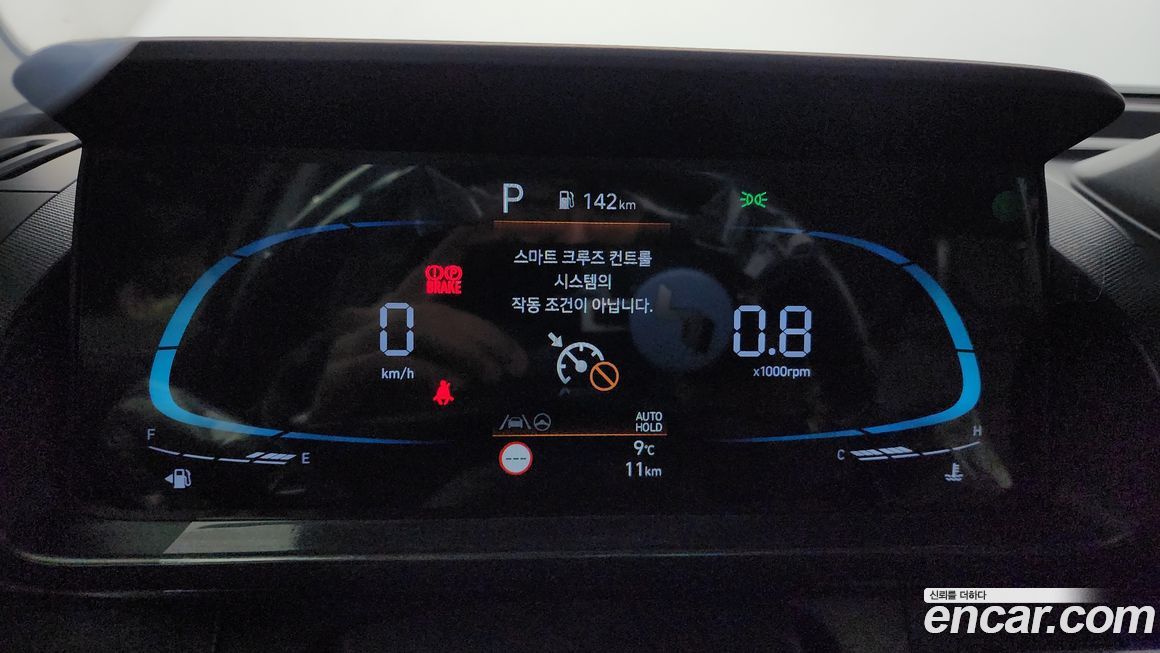 P 142km
스마트 크루즈 컨트롤
시스템의
작동 조건이 아닙니다.
P
BRAKE
0
km/h
0.8
x1000rpm
AUTO
HOLD
F
E
---
9℃
11km
C
H
신뢰를 더하다
encar.com